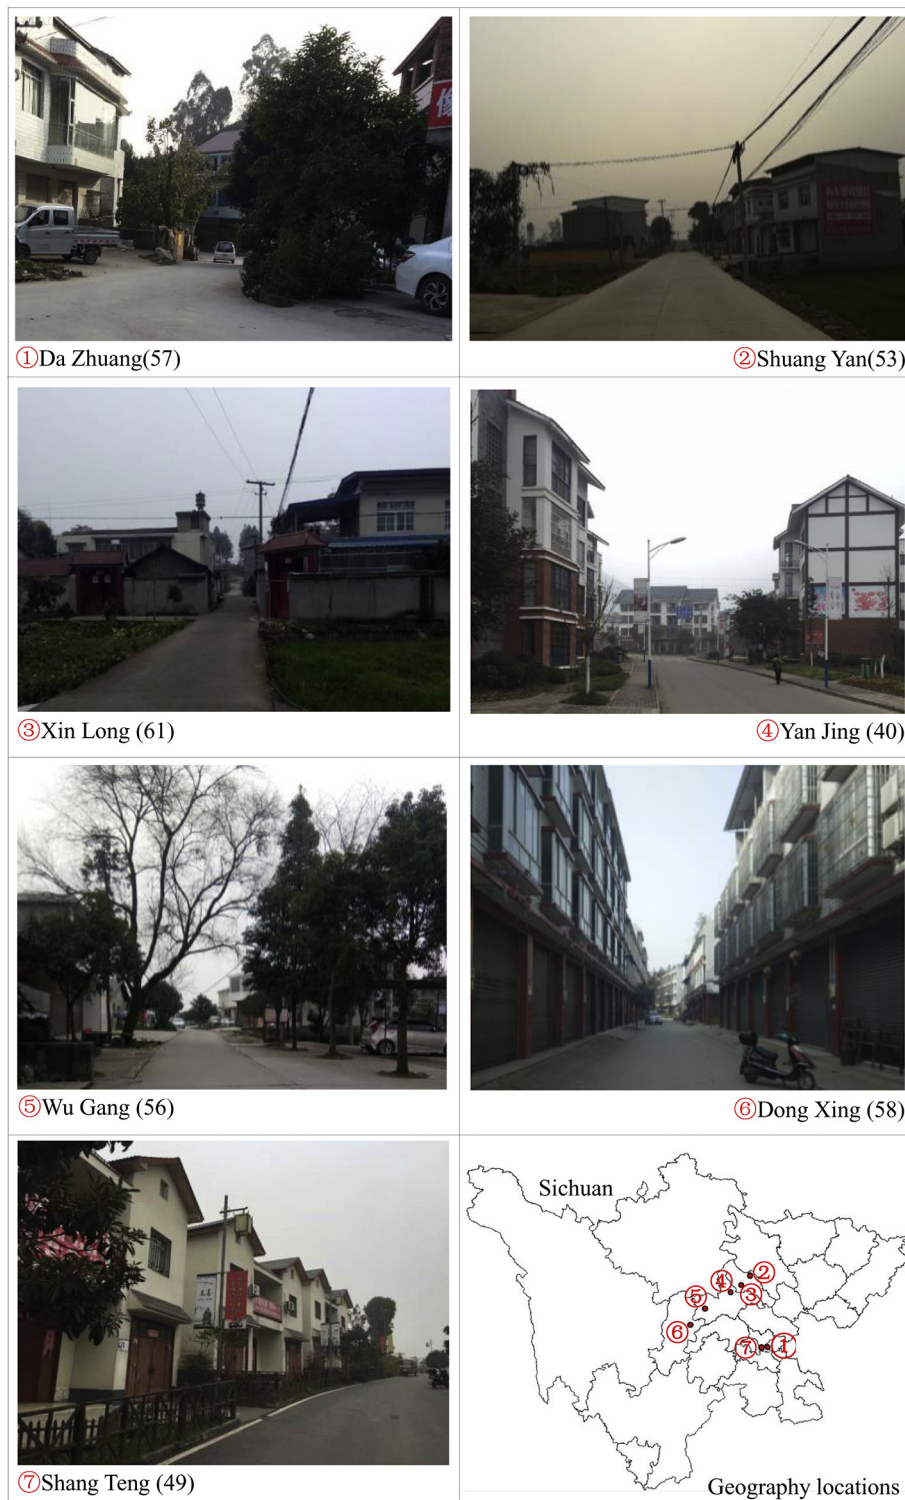 像
①Da Zhuang(57)
②Shuang Yan(53)
③Xin Long (61)
④Yan Jing (40)
⑤Wu Gang (56)
⑥Dong Xing (58)
⑦Shang Teng (49)
Sichuan
②
④
③
⑤
⑥
⑦
①
Geography locations